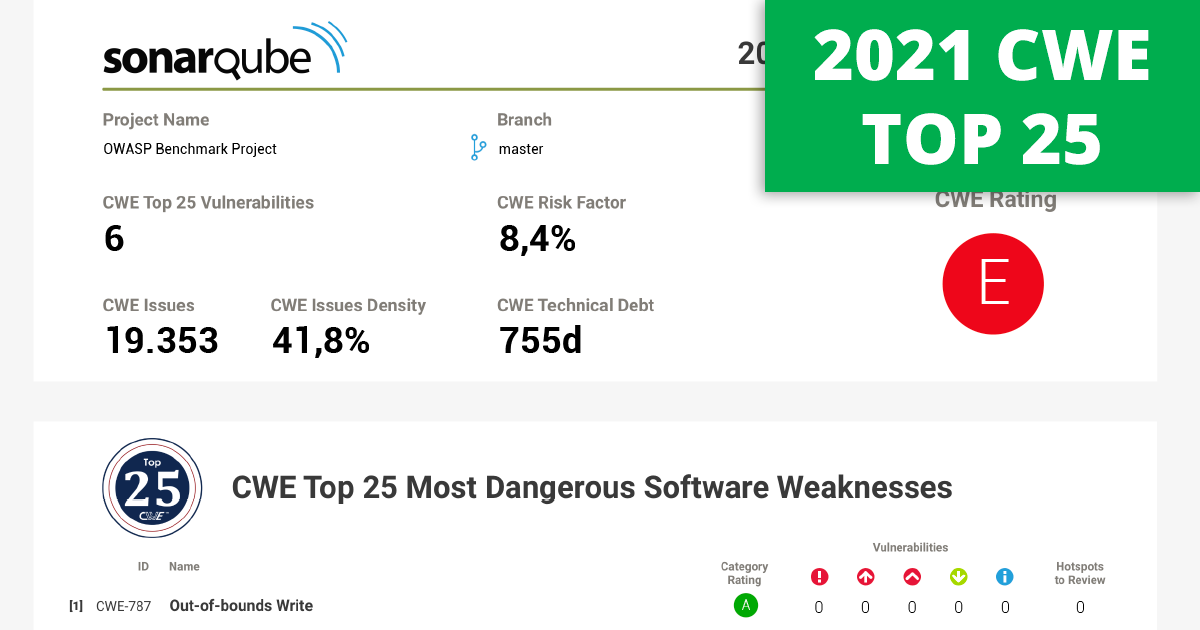 sonarqube
20
2021 CWE
TOP 25
Project Name
Branch
OWASP Benchmark Project
master
CWE Top 25 Vulnerabilities
CWE Risk Factor
CWE Rating
6
8,4%
E
CWE Issues
CWE Issues Density
CWE Technical Debt
19.353
41,8%
755d
Top
25
CWE
CWE Top 25 Most Dangerous Software Weaknesses
Vulnerabilities
ID Name
Category
Rating
Hotspots
to Review
[1] CWE-787 Out-of-bounds Write A 0 0 0 0 0 0